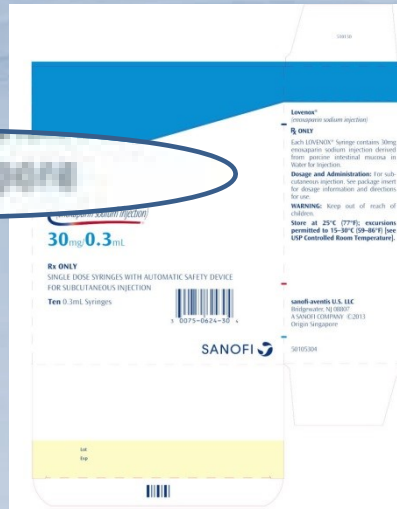 (enoxaparin sodium injection)
30mg/0.3mL
Rx ONLY
SINGLE DOSE SYRINGES WITH AUTOMATIC SAFETY DEVICE
FOR SUBCUTANEOUS INJECTION
Ten 0.3mL Syringes
3 0075-0624-30 4
SANOFI
Lot
Exp
Lovenox®
(enoxaparin sodium injection)
℞ ONLY
Each LOVENOX® Syringe contains 30mg
enoxaparin sodium injection derived
from porcine intestinal mucosa in
Water for Injection.
Dosage and Administration: For sub-
cutaneous injection. See package insert
for dosage information and directions
for use.
WARNING: Keep out of reach of
children.
Store at 25°C (77°F); excursions
permitted to 15–30°C (59–86°F) [see
USP Controlled Room Temperature].
sanofi-aventis U.S. LLC
Bridgewater, NJ 08807
A SANOFI COMPANY ©2013
Origin Singapore
50105304